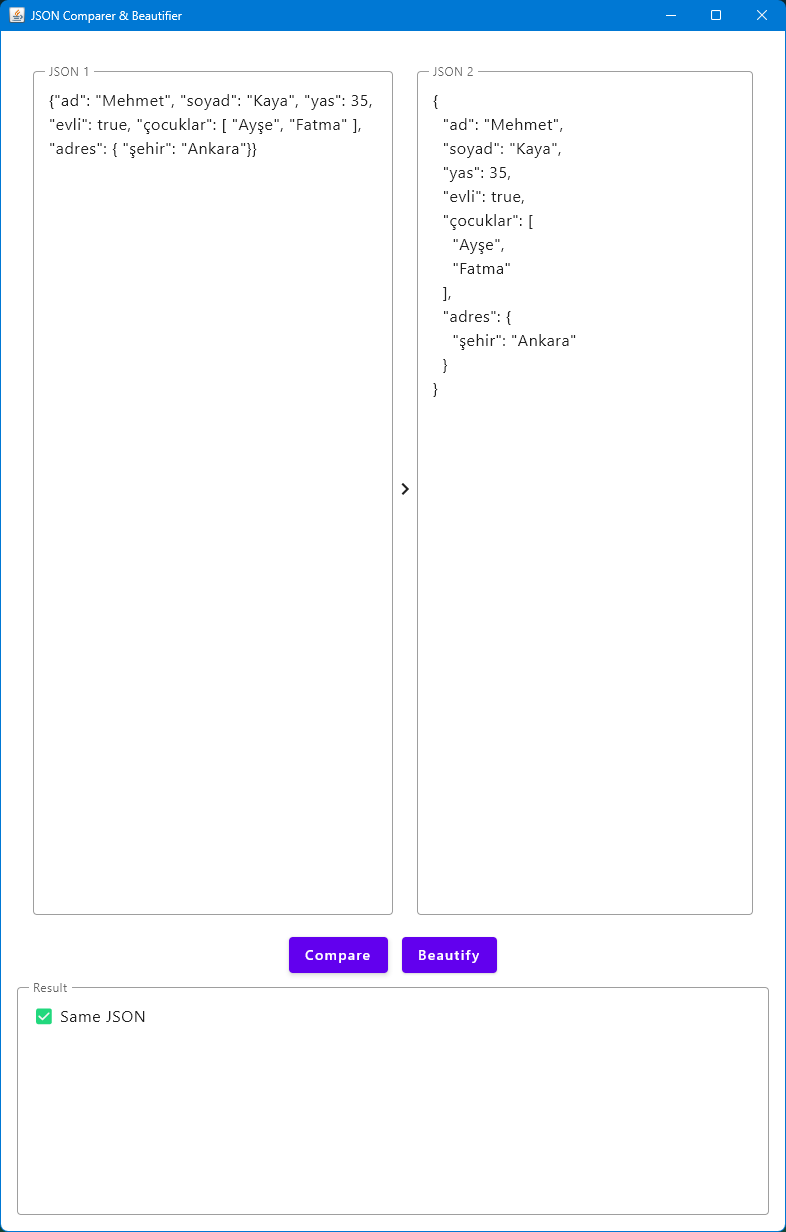 JSON Comparer & Beautifier
JSON 1
{"ad": "Mehmet", "soyad": "Kaya", "yas": 35,
"evli": true, "çocuklar": [ "Ayşe", "Fatma" ],
"adres": { "şehir": "Ankara"}}
JSON 2
{
  "ad": "Mehmet",
  "soyad": "Kaya",
  "yas": 35,
  "evli": true,
  "çocuklar": [
    "Ayşe",
    "Fatma"
  ],
  "adres": {
    "şehir": "Ankara"
  }
}
Compare
Beautify
Result
Same JSON